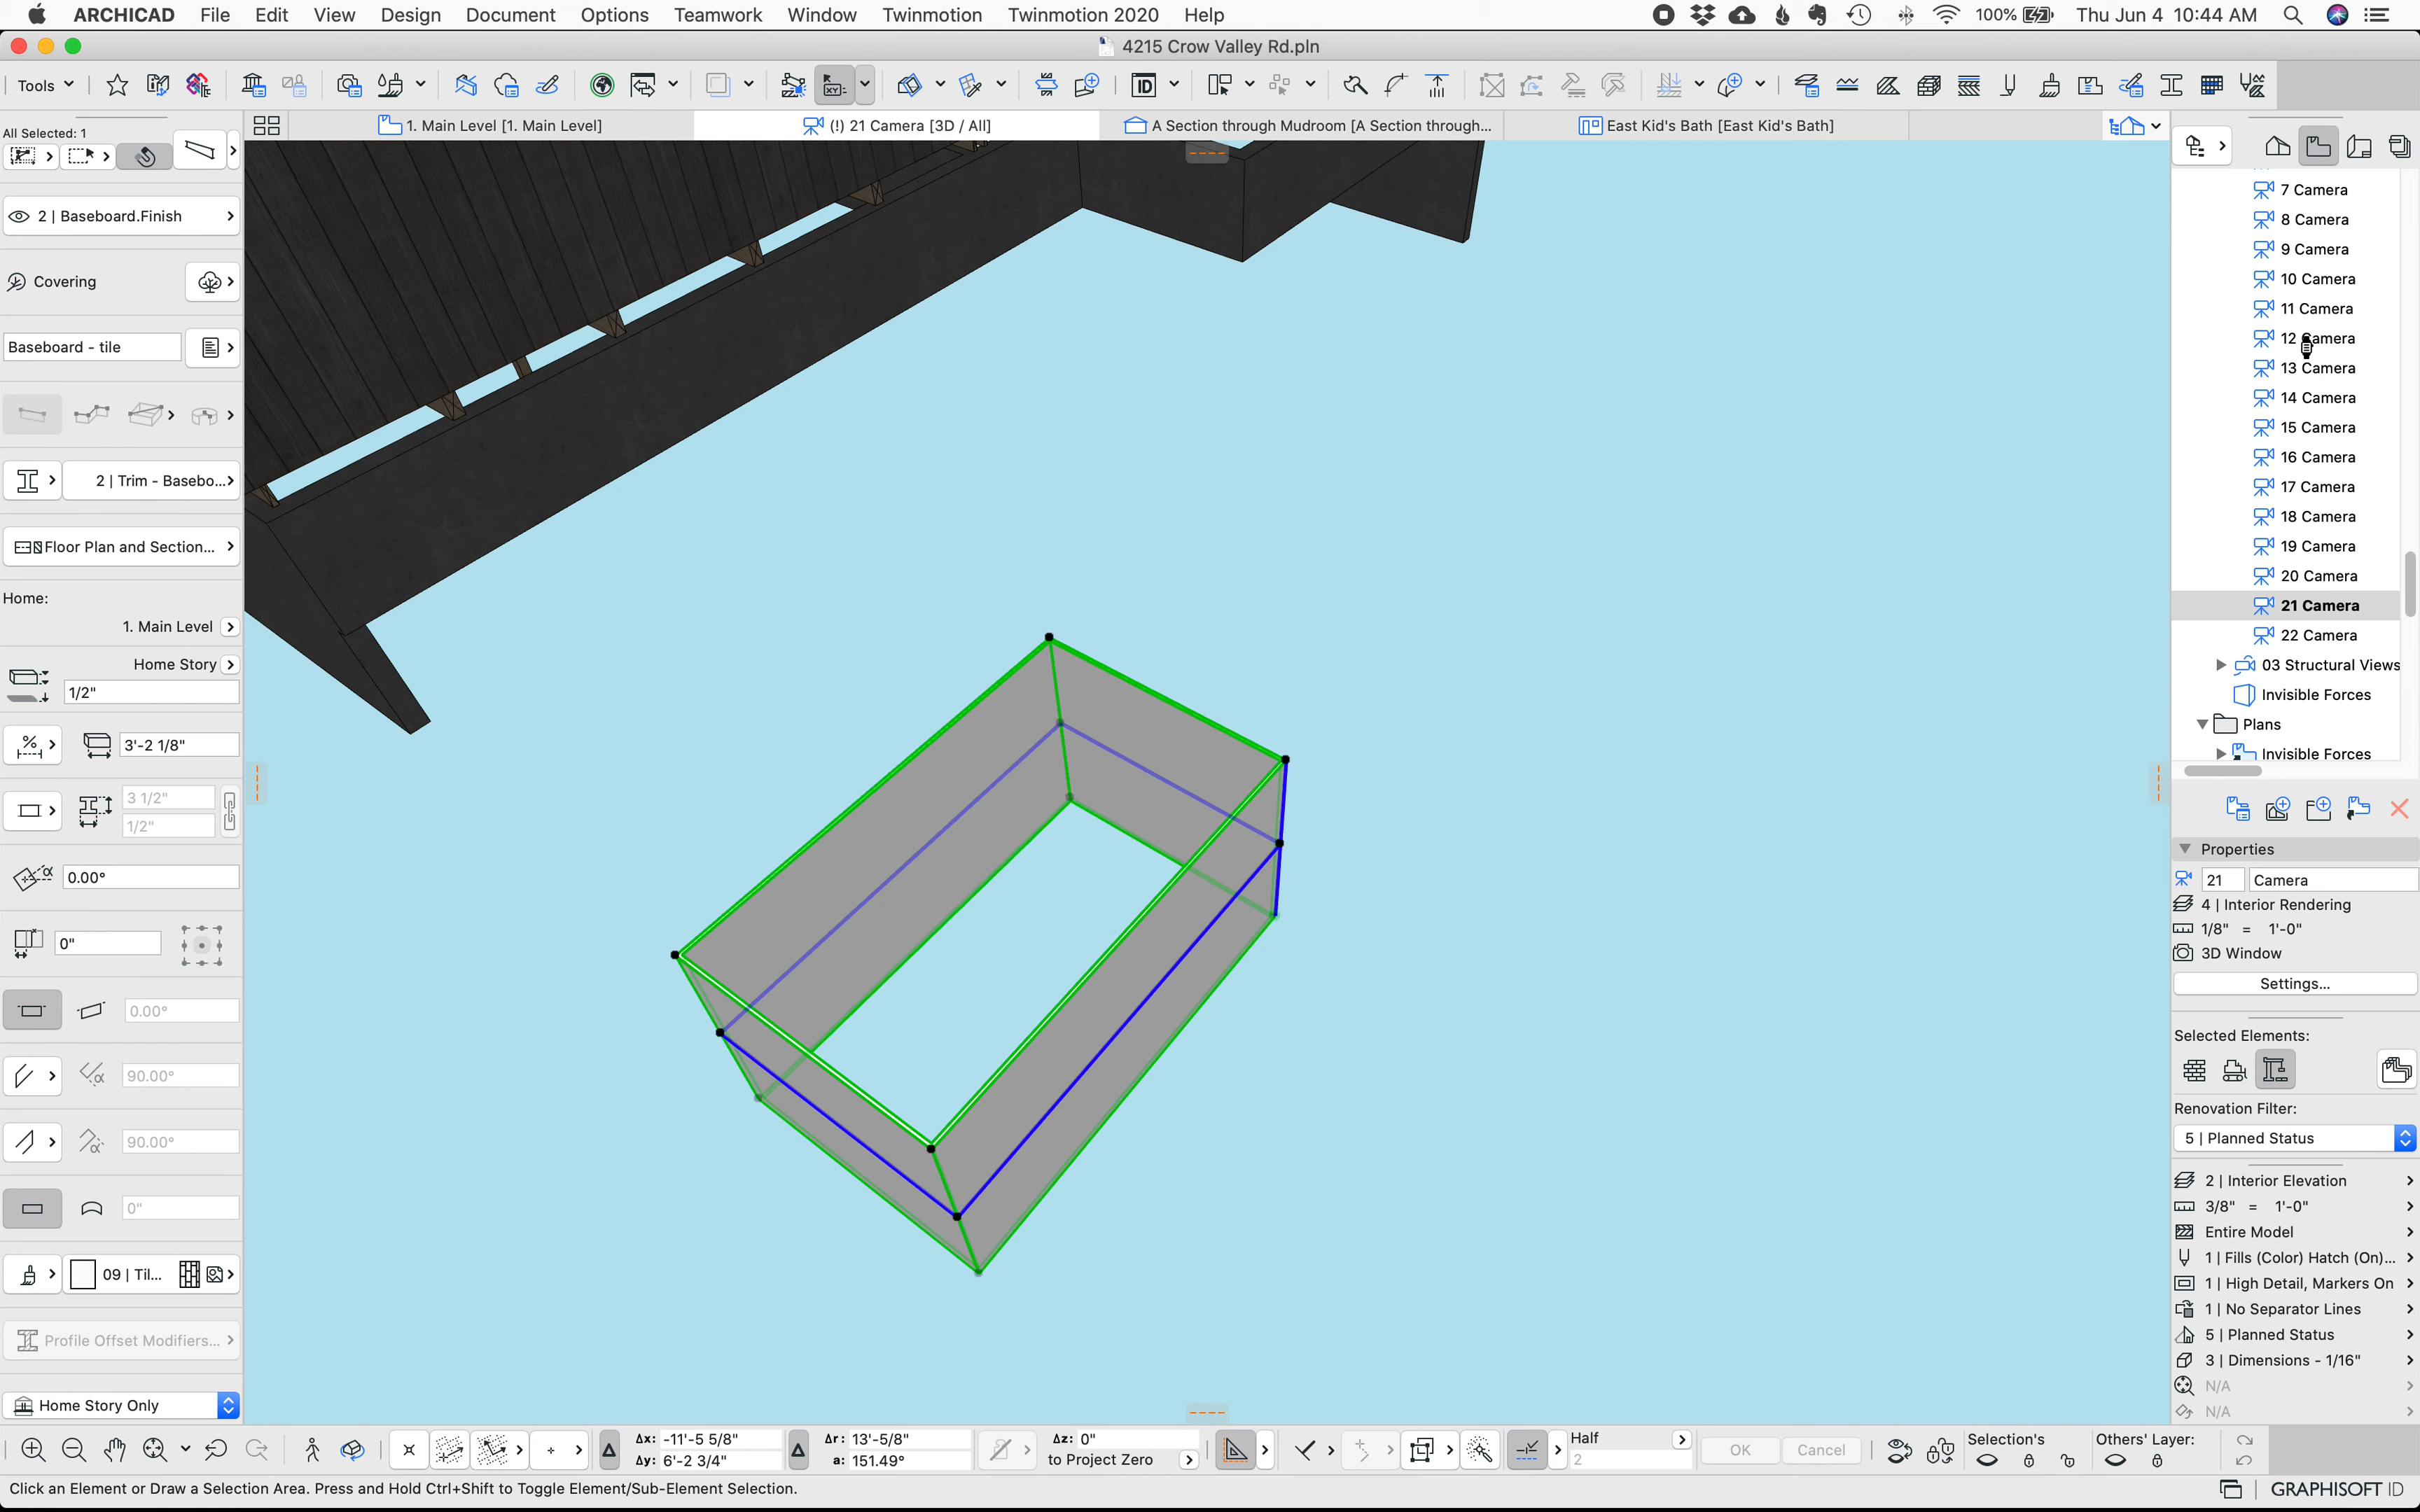 ARCHICAD File Edit View Design Document Options Teamwork Window Twinmotion Twinmotion 2020 Help
100% Thu Jun 4 10:44 AM
4215 Crow Valley Rd.pln
Tools
ID
All Selected: 1
1. Main Level [1. Main Level]
(!) 21 Camera [3D / All]
A Section through Mudroom [A Section through...
East Kid's Bath [East Kid's Bath]
2 | Baseboard.Finish
Covering
Baseboard - tile
2 | Trim - Basebo...
Floor Plan and Section...
Home:
1. Main Level
Home Story
1/2"
3'-2 1/8"
3 1/2"
1/2"
0.00°
0"
0.00°
90.00°
90.00°
0"
09 | Til...
Profile Offset Modifiers...
Home Story Only
7 Camera
8 Camera
9 Camera
10 Camera
11 Camera
12 Camera
13 Camera
14 Camera
15 Camera
16 Camera
17 Camera
18 Camera
19 Camera
20 Camera
21 Camera
22 Camera
03 Structural Views
Invisible Forces
Plans
Invisible Forces
Properties
21 Camera
4 | Interior Rendering
1/8" = 1'-0"
3D Window
Settings...
Selected Elements:
Renovation Filter:
5 | Planned Status
2 | Interior Elevation
3/8" = 1'-0"
Entire Model
1 | Fills (Color) Hatch (On)...
1 | High Detail, Markers On
1 | No Separator Lines
5 | Planned Status
3 | Dimensions - 1/16"
N/A
N/A
Δx: -11'-5 5/8"
Δy: 6'-2 3/4"
Δr: 13'-5/8"
a: 151.49°
Δz: 0"
to Project Zero
Half
2
OK Cancel
Selection's
Others' Layer:
Click an Element or Draw a Selection Area. Press and Hold Ctrl+Shift to Toggle Element/Sub-Element Selection.
GRAPHISOFT ID